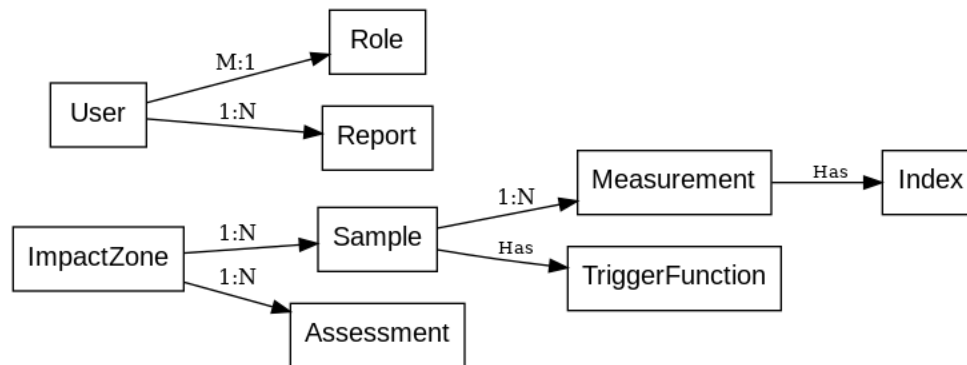 Role
M:1
User
1:N
Report
Measurement
Has
Index
1:N
1:N
Sample
ImpactZone
Has
TriggerFunction
1:N
Assessment